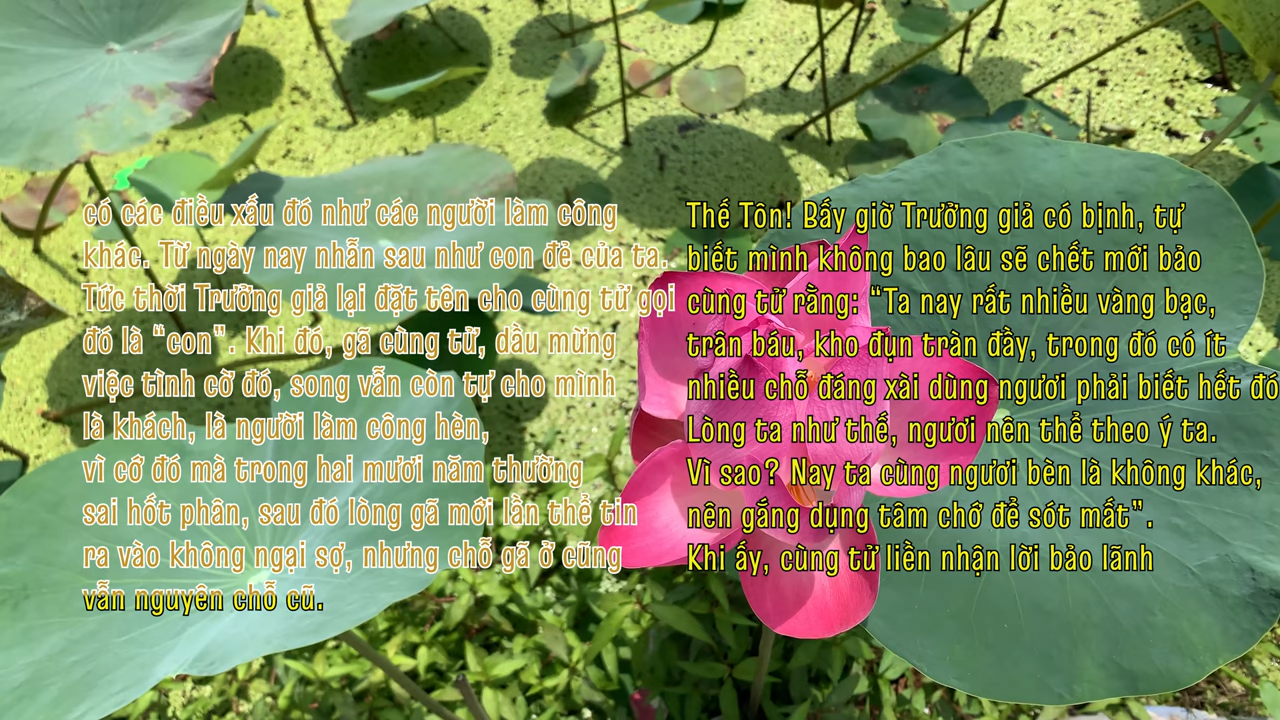 có các điều xấu đó như các người làm công
khác. Từ ngày nay nhẫn sau như con đẻ của ta.
Tức thời Trưởng giả lại đặt tên cho cùng tử gọi
đó là “con”. Khi đó, gã cùng tử, dầu mừng
việc tình cờ đó, song vẫn còn tự cho mình
là khách, là người làm công hèn,
vì cớ đó mà trong hai mươi năm thường
sai hốt phân, sau đó lòng gã mới lần thể tin
ra vào không ngại sợ, nhưng chỗ gã ở cũng
vẫn nguyên chỗ cũ.
Thế Tôn! Bấy giờ Trưởng giả có bịnh, tự
biết mình không bao lâu sẽ chết mới bảo
cùng tử rằng: “Ta nay rất nhiều vàng bạc,
trân báu, kho đụn tràn đầy, trong đó có ít
nhiều chỗ đáng xài dùng ngươi phải biết hết đó
Lòng ta như thế, ngươi nên thể theo ý ta.
Vì sao? Nay ta cùng ngươi bèn là không khác,
nên gắng dụng tâm chớ để sót mất”.
Khi ấy, cùng tử liền nhận lời bảo lãnh